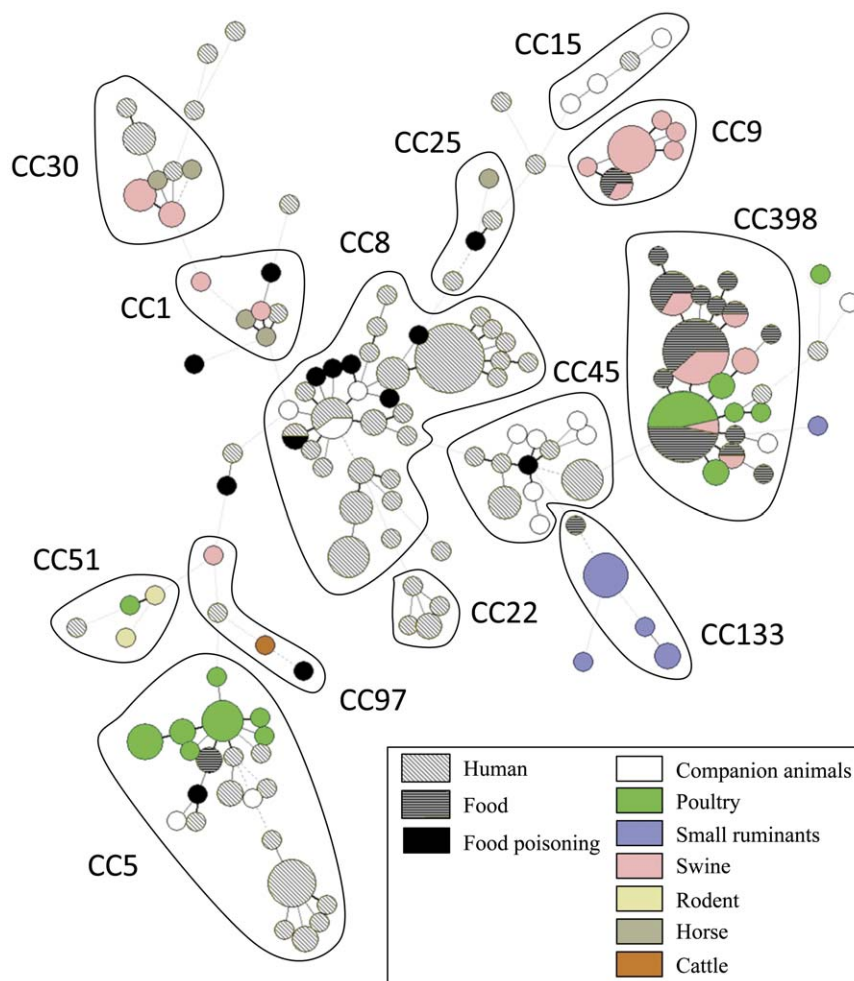 CC15
CC9
CC25
CC30
CC398
CC8
CC1
CC45
CC51
CC22
CC133
CC97
CC5
Human
Food
Food poisoning
Companion animals
Poultry
Small ruminants
Swine
Rodent
Horse
Cattle